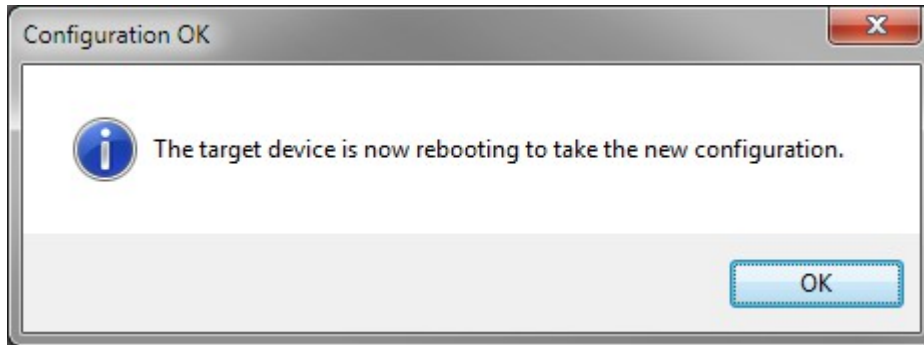 Configuration OK
The target device is now rebooting to take the new configuration.
OK